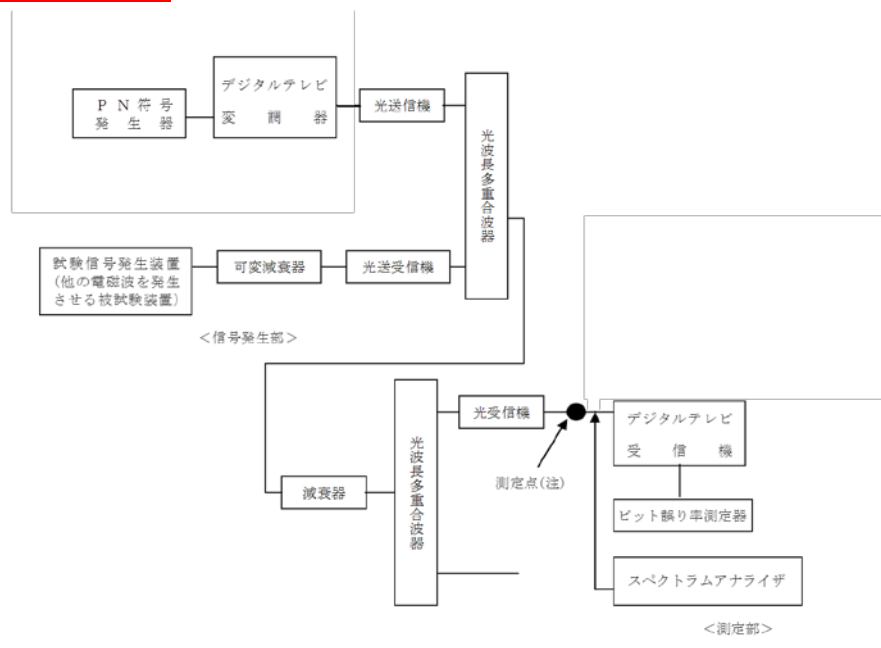 デジタルテレビ
変調器
PN符号
発生器
光送信機
光波長多重合波器
試験信号発生装置
(他の電磁波を発生
させる被試験装置)
可変減衰器
光送受信機
＜信号発生部＞
光受信機
デジタルテレビ
受信機
光波長多重合波器
測定点(注)
減衰器
ビット誤り率測定器
スペクトラムアナライザ
＜測定部＞